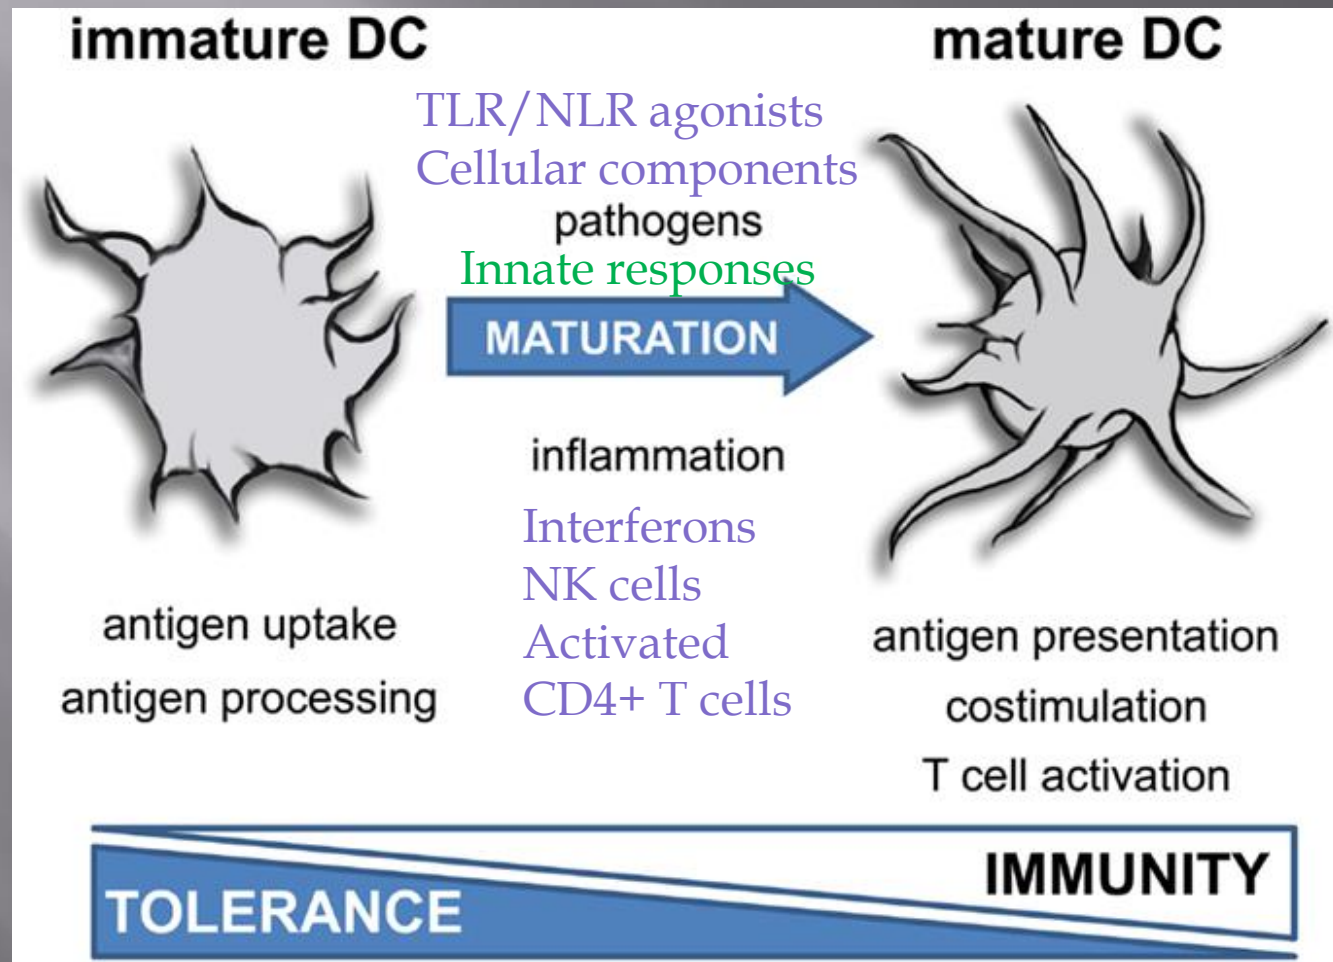 immature DC
mature DC
TLR/NLR agonists
Cellular components
pathogens
Innate responses
MATURATION
inflammation
Interferons
NK cells
Activated
CD4+ T cells
antigen uptake
antigen processing
antigen presentation
costimulation
T cell activation
TOLERANCE
IMMUNITY